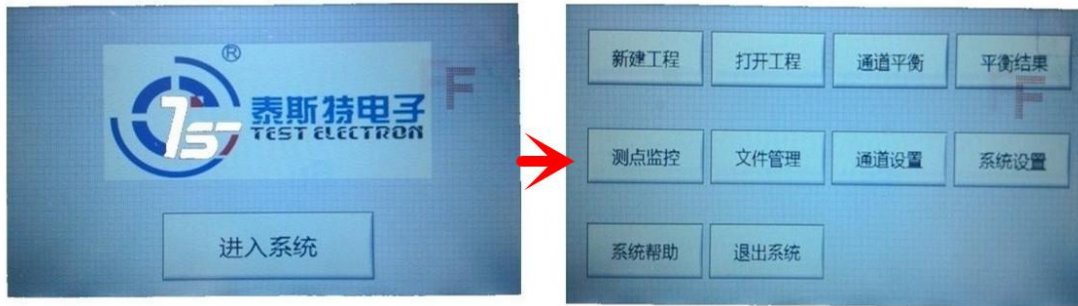 ®
F
泰斯特电子
TEST ELECTRON
进入系统
新建工程 打开工程 通道平衡 平衡结果
F
测点监控 文件管理 通道设置 系统设置
系统帮助 退出系统